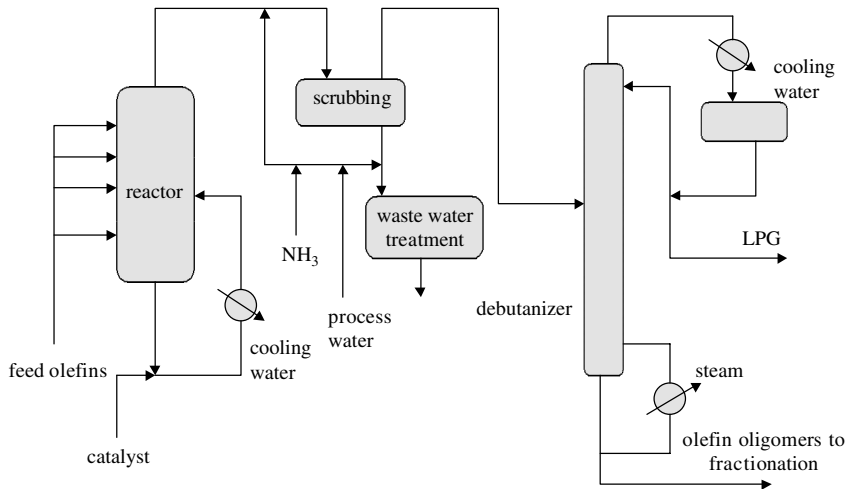 cooling
water
scrubbing
reactor
waste water
treatment
NH₃
LPG
process
water
debutanizer
cooling
water
feed olefins
steam
catalyst
olefin oligomers to
fractionation